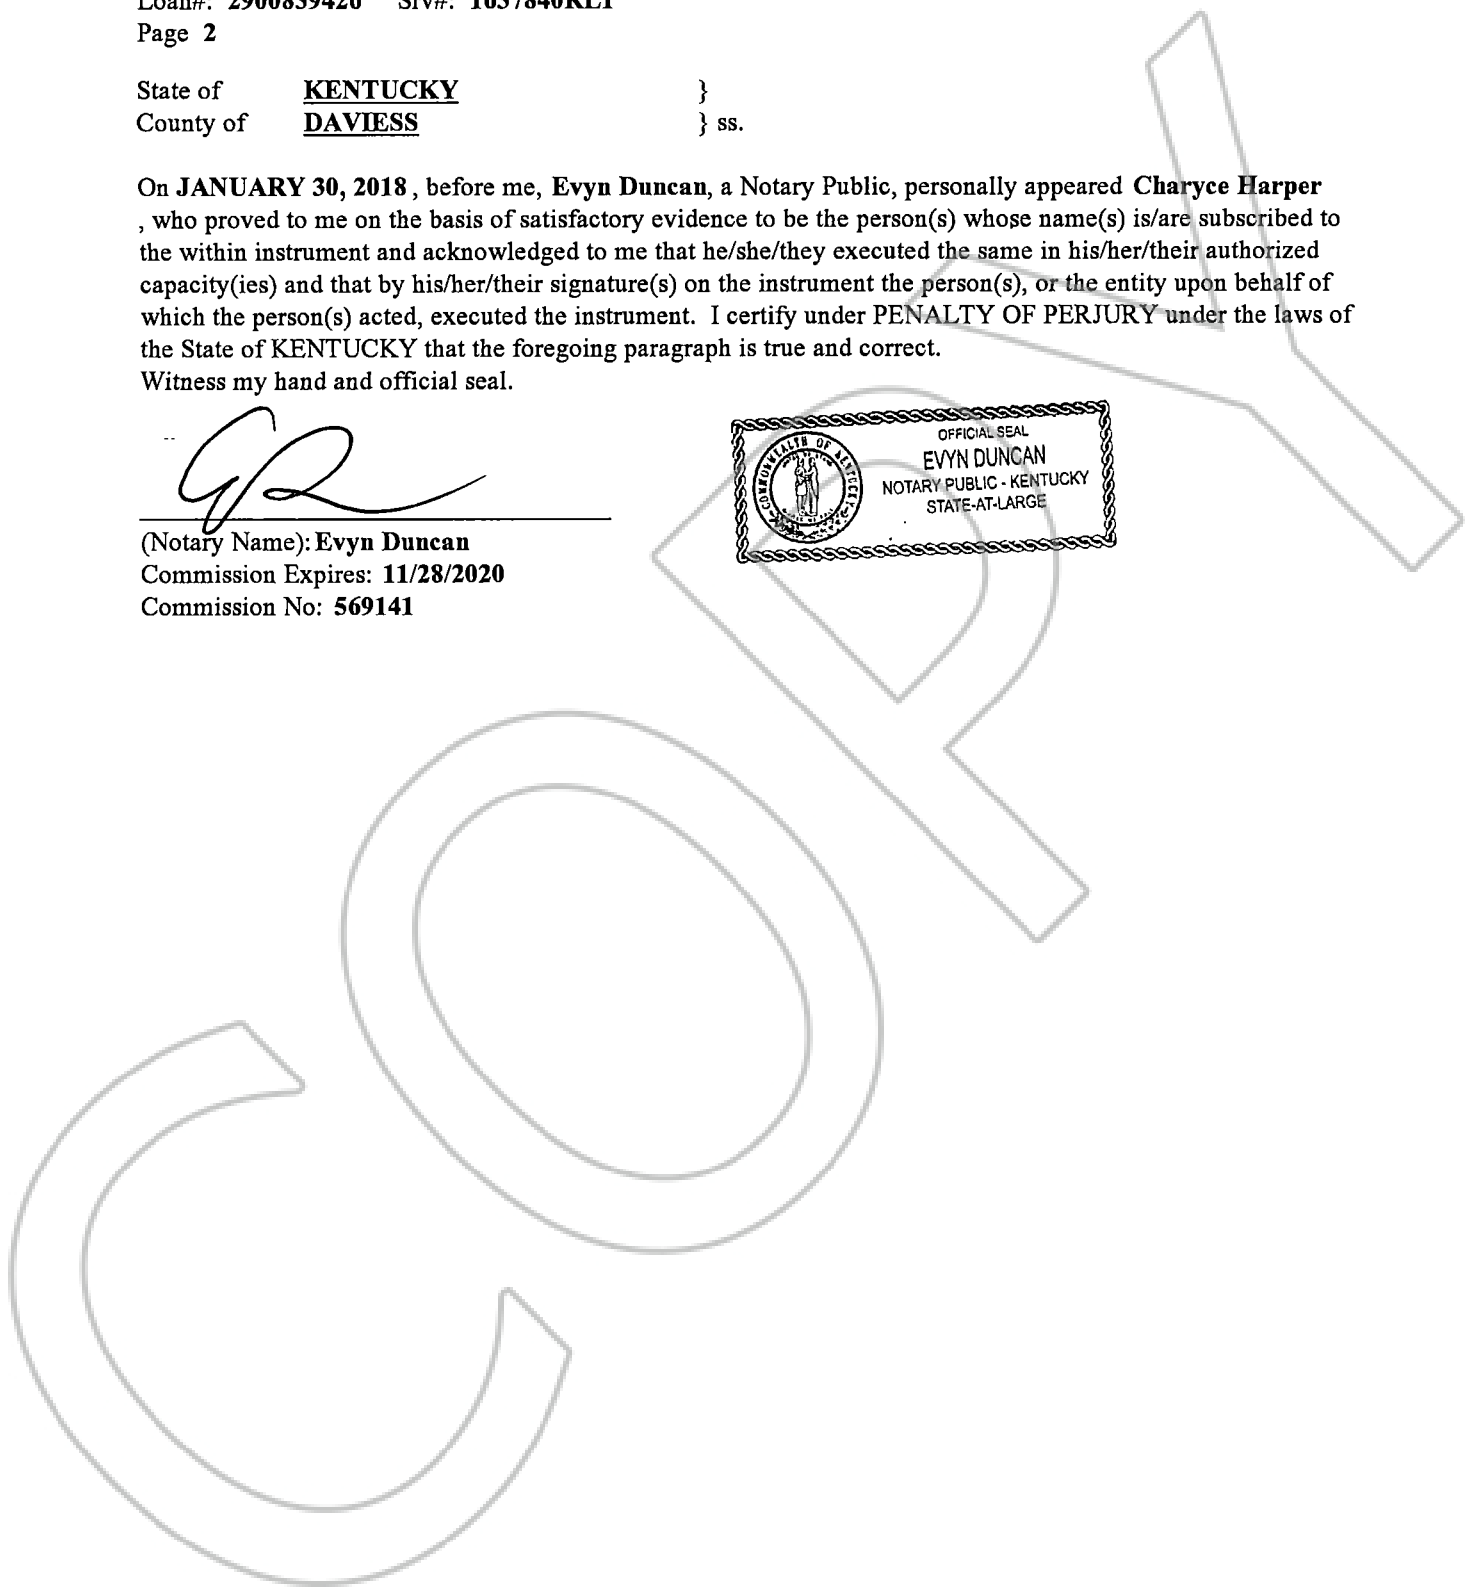 Loan#: 2900839420 Srv#: 1637840RL1
Page 2
State of KENTUCKY }
County of DAVIESS } ss.
On JANUARY 30, 2018 , before me, Evyn Duncan, a Notary Public, personally appeared Charyce Harper
, who proved to me on the basis of satisfactory evidence to be the person(s) whose name(s) is/are subscribed to
the within instrument and acknowledged to me that he/she/they executed the same in his/her/their authorized
capacity(ies) and that by his/her/their signature(s) on the instrument the person(s), or the entity upon behalf of
which the person(s) acted, executed the instrument. I certify under PENALTY OF PERJURY under the laws of
the State of KENTUCKY that the foregoing paragraph is true and correct.
Witness my hand and official seal.
OFFICIAL SEAL
EVYN DUNCAN
NOTARY PUBLIC - KENTUCKY
STATE-AT-LARGE
COMMONWEALTH OF KENTUCKY
(Notary Name): Evyn Duncan
Commission Expires: 11/28/2020
Commission No: 569141
COPY